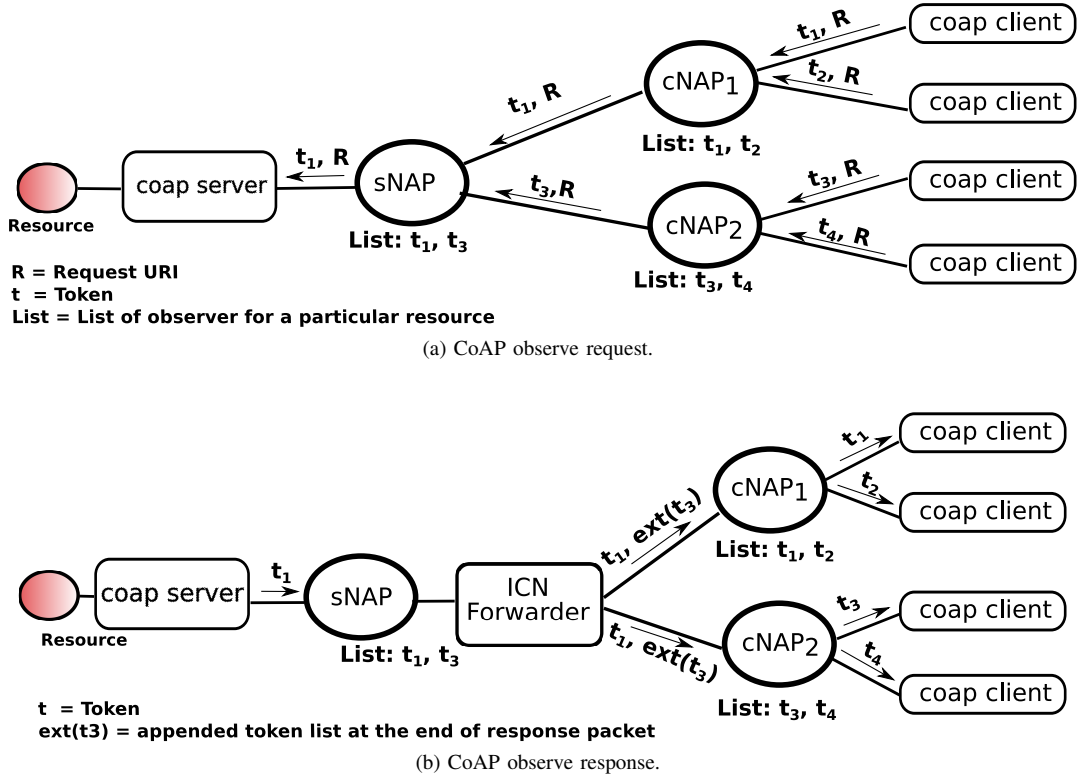 t₁, R
coap client
t₂, R
coap client
cNAP₁
List: t₁, t₂
t₁, R
t₁, R
coap server
sNAP
List: t₁, t₃
Resource
t₃,R
cNAP₂
List: t₃, t₄
t₃, R
coap client
t₄, R
coap client
R = Request URI
t = Token
List = List of observer for a particular resource
(a) CoAP observe request.
t₁
coap client
t₂
coap client
cNAP₁
List: t₁, t₂
t₁, ext(t₃)
t₁
coap server
Resource
sNAP
List: t₁, t₃
ICN
Forwarder
t₁, ext(t₃)
cNAP₂
List: t₃, t₄
t₃
coap client
t₄
coap client
t = Token
ext(t3) = appended token list at the end of response packet
(b) CoAP observe response.